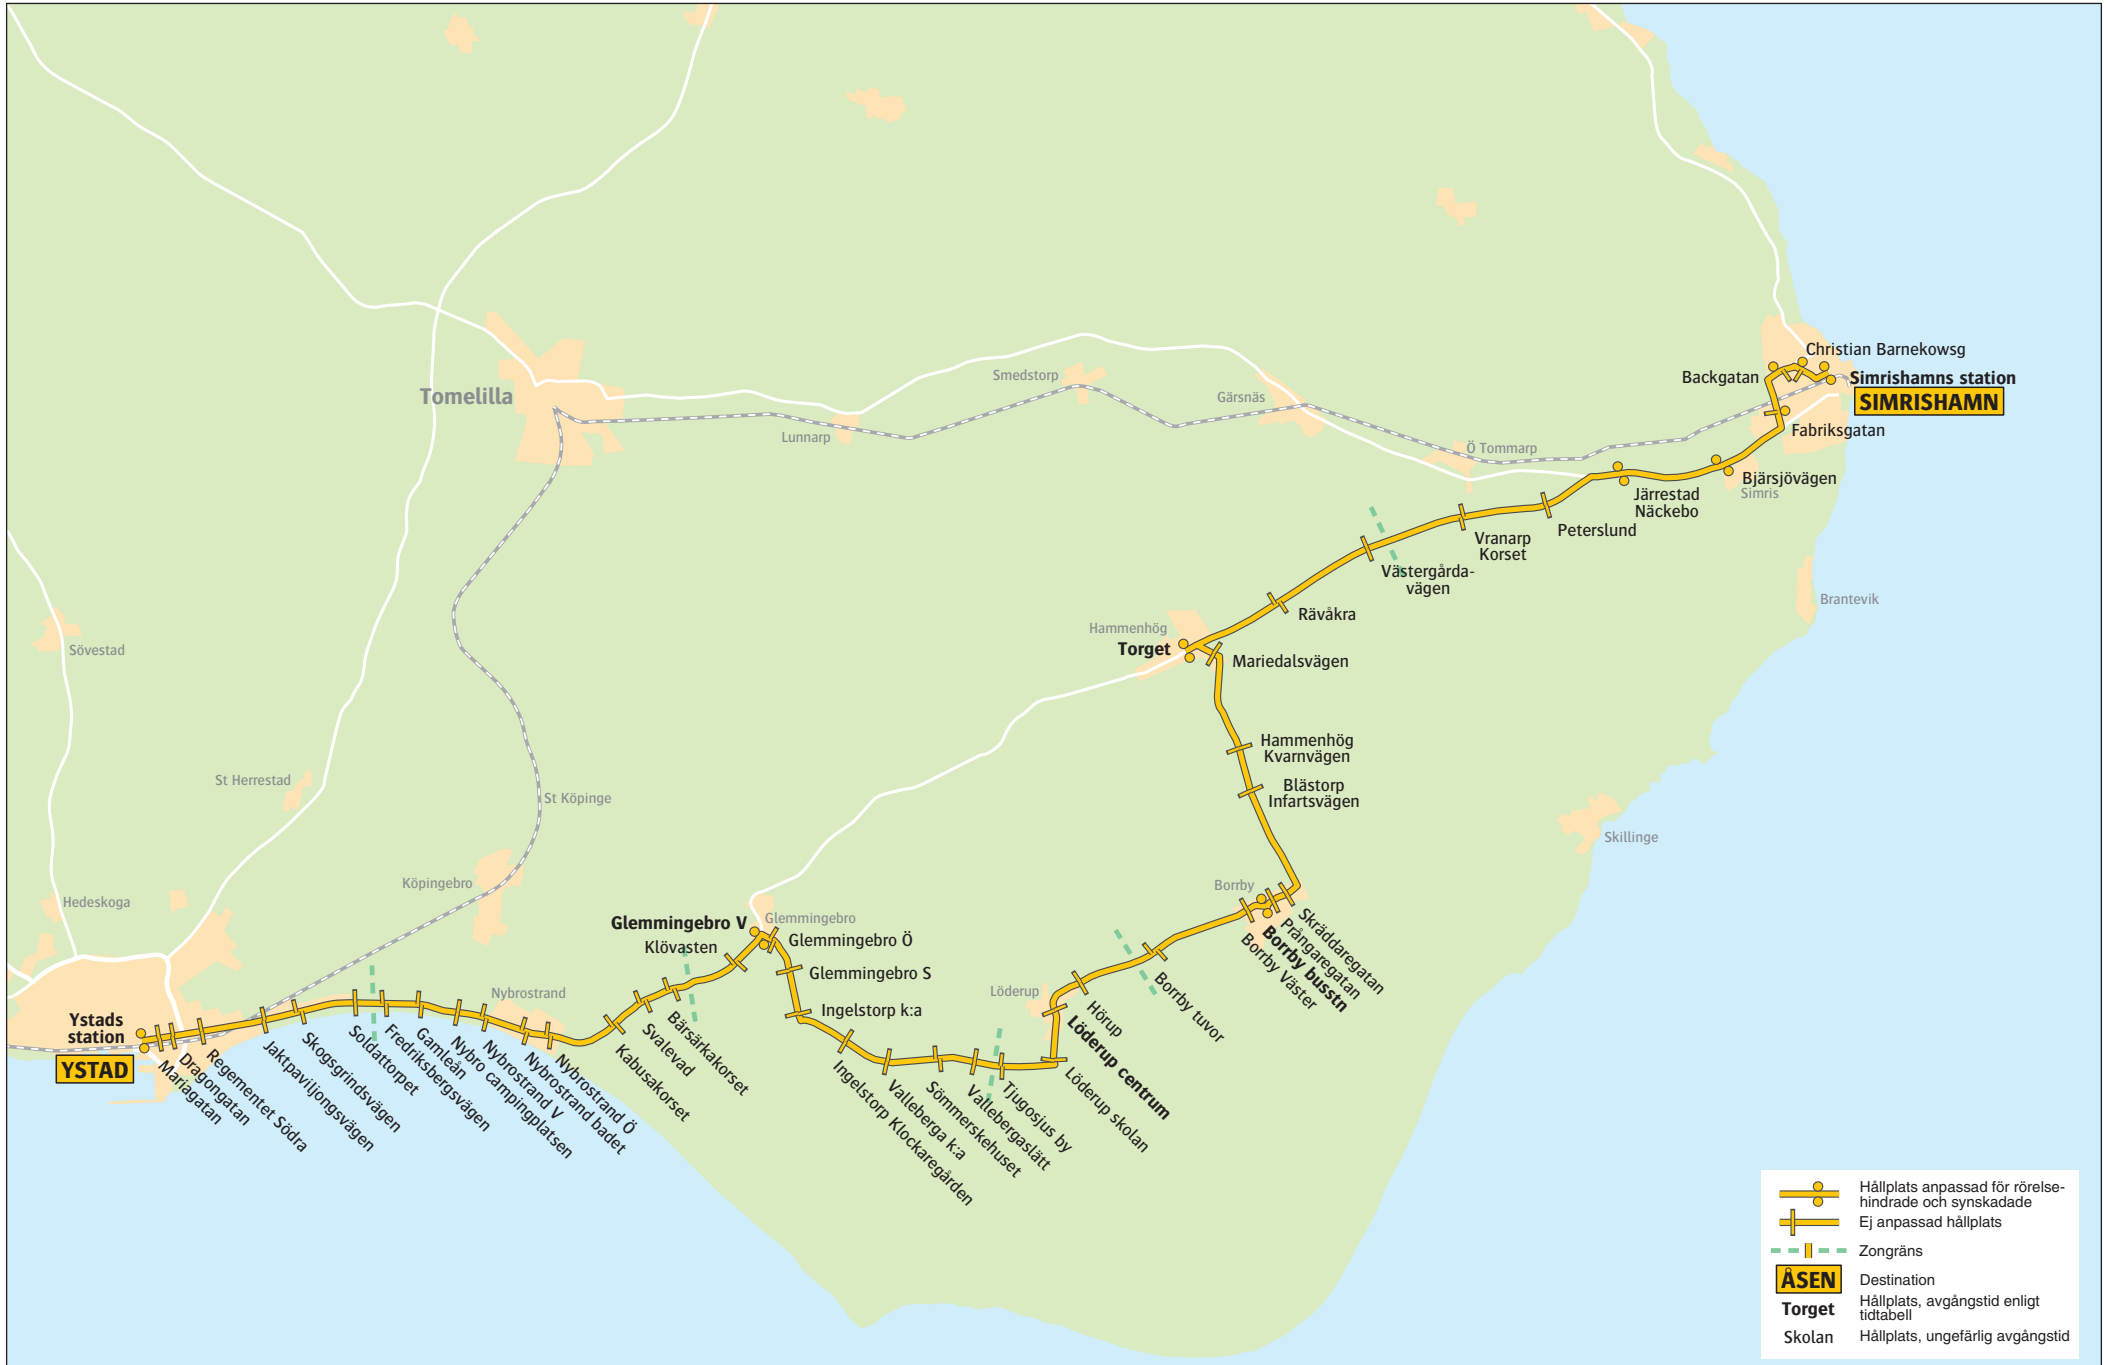 Tomelilla
Smedstorp
Gärsnäs
Lunnarp
Ö Tommarp
Christian Barnekowsg
Backgatan
Simrishamns station
SIMRISHAMN
Fabriksgatan
Bjärsjövägen
Simris
Järrestad
Näckebo
Peterslund
Vranarp
Korset
Västergårda-
vägen
Rävåkra
Brantevik
Hammenhög
Torget
Mariedalsvägen
Hammenhög
Kvarnvägen
Blästorp
Infartsvägen
Skillinge
Sövestad
St Herrestad
St Köpinge
Köpingebro
Hedeskoga
Borrby
Skräddaregatan
Prångaregatan
Borrby busstn
Borrby Väster
Borrby tuvor
Löderup
Hörup
Löderup centrum
Löderup skolan
Tjugosjus by
Vallebergaslätt
Sömmerskehuset
Valleberga k:a
Ingelstorp Klockaregården
Ingelstorp k:a
Glemmingebro S
Glemmingebro Ö
Glemmingebro
Glemmingebro V
Klövasten
Bärsärkakorset
Svalevad
Kabusakorset
Nybrostrand
Nybrostrand Ö
Nybrostrand badet
Nybrostrand V
Nybro campingplatsen
Gamleån
Fredriksbergsvägen
Soldattorpet
Skogsgrindsvägen
Jaktpaviljongsvägen
Regementet Södra
Dragongatan
Mariagatan
Ystads
station
YSTAD
Hållplats anpassad för rörelse-
hindrade och synskadade
Ej anpassad hållplats
Zongräns
ÅSEN Destination
Torget Hållplats, avgångstid enligt
tidtabell
Skolan Hållplats, ungefärlig avgångstid